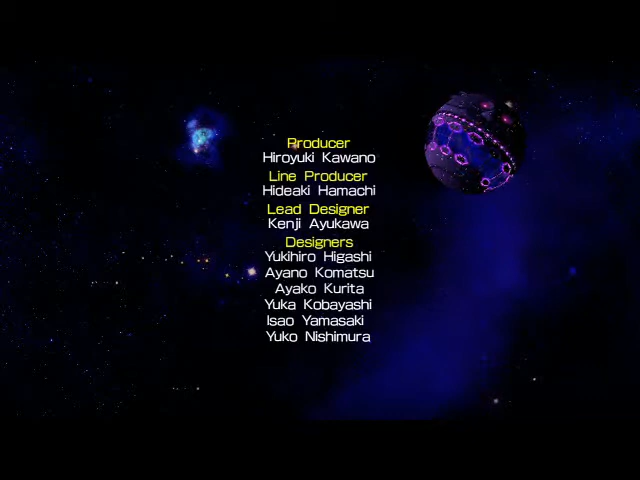 Producer
Hiroyuki Kawano
Line Producer
Hideaki Hamachi
Lead Designer
Kenji Ayukawa
Designers
Yukihiro Higashi
Ayano Komatsu
Ayako Kurita
Yuka Kobayashi
Isao Yamasaki
Yuko Nishimura